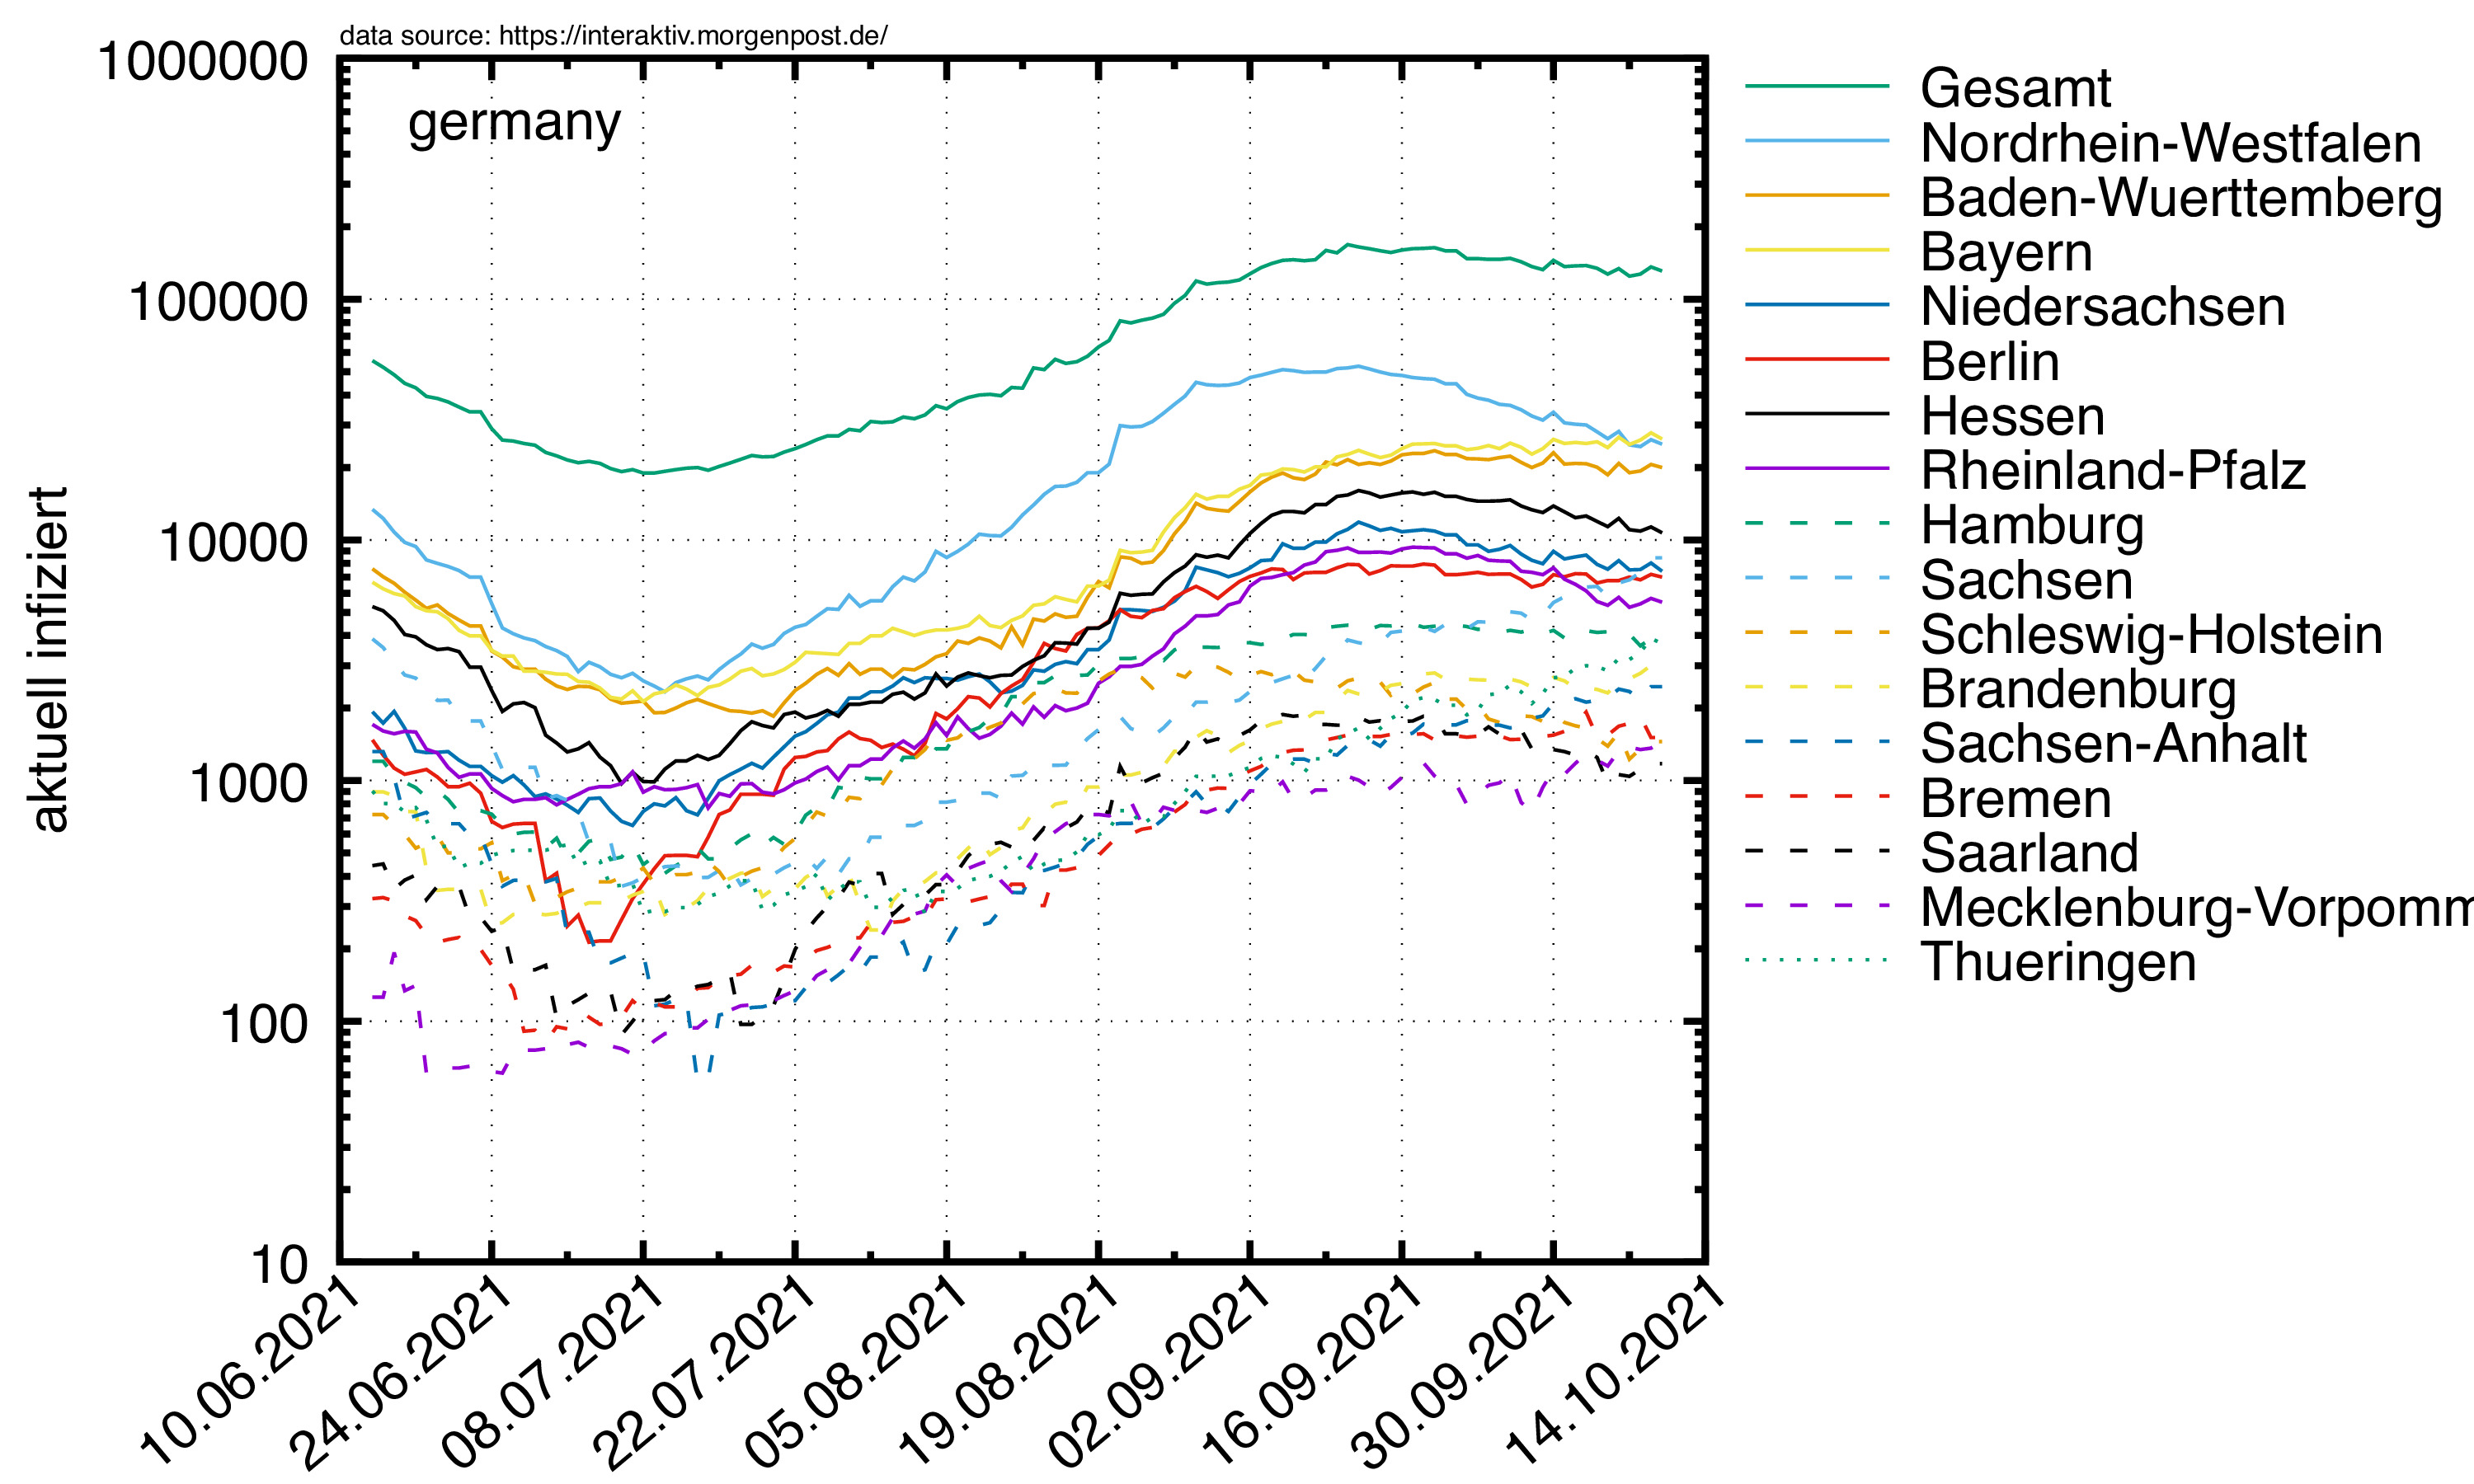 data source: https://interaktiv.morgenpost.de/
germany
aktuell infiziert
1000000
100000
10000
1000
100
10
10.06.2021
24.06.2021
08.07.2021
22.07.2021
05.08.2021
19.08.2021
02.09.2021
16.09.2021
30.09.2021
14.10.2021
Gesamt
Nordrhein-Westfalen
Baden-Wuerttemberg
Bayern
Niedersachsen
Berlin
Hessen
Rheinland-Pfalz
Hamburg
Sachsen
Schleswig-Holstein
Brandenburg
Sachsen-Anhalt
Bremen
Saarland
Mecklenburg-Vorpomm
Thueringen